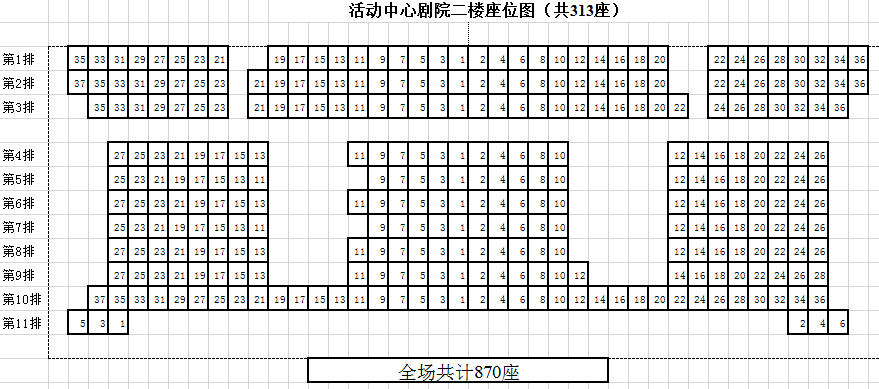 活动中心剧院二楼座位图（共313座）
第1排 35 33 31 29 27 25 23 21 19 17 15 13 11 9 7 5 3 1 2 4 6 8 10 12 14 16 18 20 22 24 26 28 30 32 34 36
第2排 37 35 33 31 29 27 25 23 21 19 17 15 13 11 9 7 5 3 1 2 4 6 8 10 12 14 16 18 20 22 24 26 28 30 32 34 36
第3排 35 33 31 29 27 25 23 21 19 17 15 13 11 9 7 5 3 1 2 4 6 8 10 12 14 16 18 20 22 24 26 28 30 32 34 36
第4排 27 25 23 21 19 17 15 13 11 9 7 5 3 1 2 4 6 8 10 12 14 16 18 20 22 24 26
第5排 25 23 21 19 17 15 13 11 9 7 5 3 1 2 4 6 8 10 12 14 16 18 20 22 24 26
第6排 27 25 23 21 19 17 15 13 11 9 7 5 3 1 2 4 6 8 10 12 14 16 18 20 22 24 26
第7排 25 23 21 19 17 15 13 11 9 7 5 3 1 2 4 6 8 10 12 14 16 18 20 22 24 26
第8排 27 25 23 21 19 17 15 13 11 9 7 5 3 1 2 4 6 8 10 12 14 16 18 20 22 24 26
第9排 27 25 23 21 19 17 15 13 11 9 7 5 3 1 2 4 6 8 10 12 14 16 18 20 22 24 26 28
第10排 37 35 33 31 29 27 25 23 21 19 17 15 13 11 9 7 5 3 1 2 4 6 8 10 12 14 16 18 20 22 24 26 28 30 32 34 36
第11排 5 3 1 2 4 6
全场共计870座